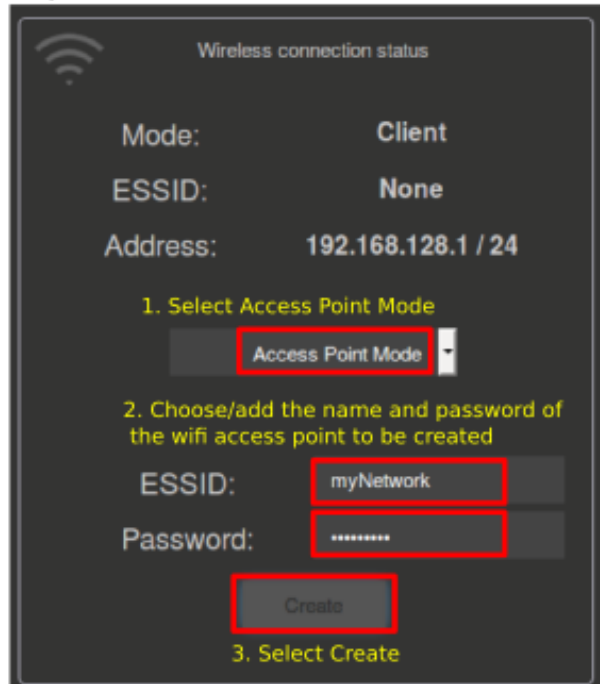 Wireless connection status
Mode: Client
ESSID: None
Address: 192.168.128.1 / 24
1. Select Access Point Mode
Access Point Mode
2. Choose/add the name and password of
the wifi access point to be created
ESSID: myNetwork
Password: •••••••••
Create
3. Select Create